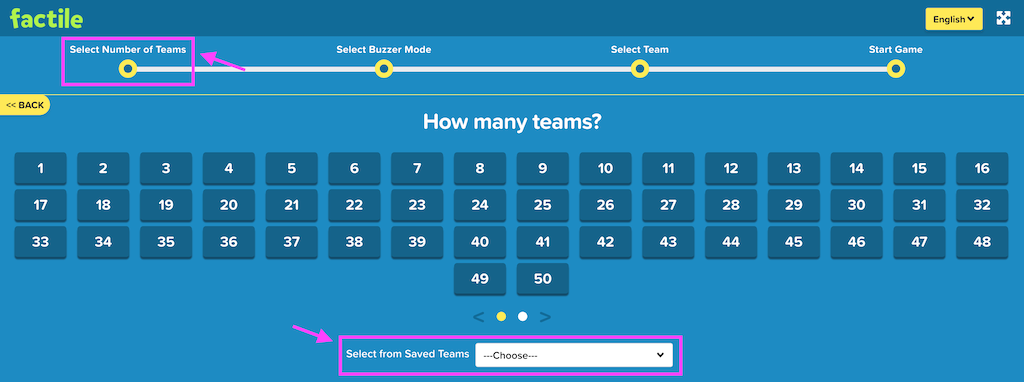 factile
English
Select Number of Teams
Select Buzzer Mode
Select Team
Start Game
<< BACK
How many teams?
1 2 3 4 5 6 7 8 9 10 11 12 13 14 15 16
17 18 19 20 21 22 23 24 25 26 27 28 29 30 31 32
33 34 35 36 37 38 39 40 41 42 43 44 45 46 47 48
49 50
< >
Select from Saved Teams ---Choose---